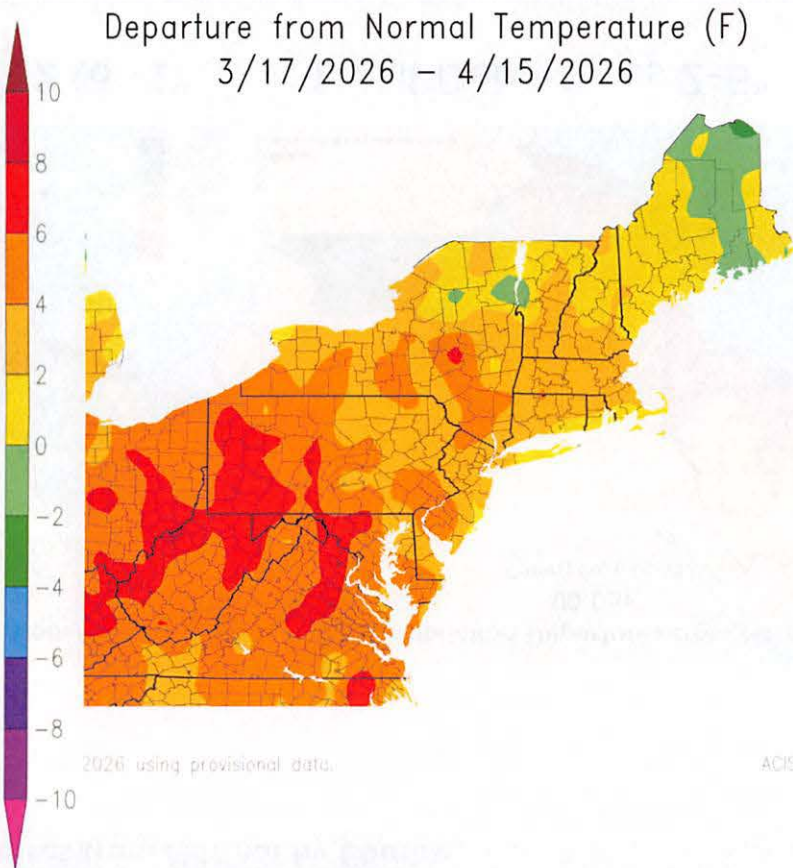 Departure from Normal Temperature (F)
3/17/2026 – 4/15/2026
10
8
6
4
2
0
-2
-4
-6
-8
-10
2026 using provisional data.
ACIS